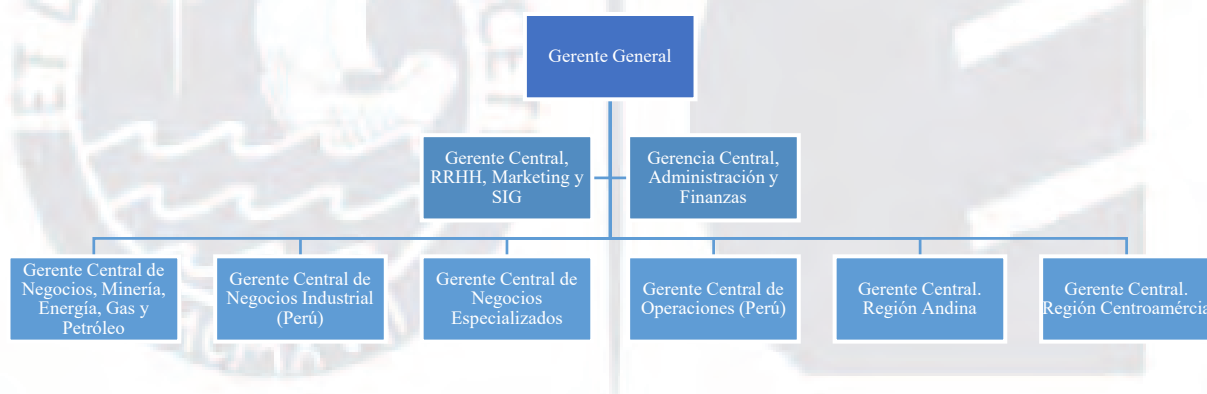 Gerente General
Gerente Central,
RRHH, Marketing y
SIG
Gerencia Central,
Administración y
Finanzas
Gerente Central de
Negocios, Minería,
Energía, Gas y
Petróleo
Gerente Central de
Negocios Industrial
(Perú)
Gerente Central de
Negocios
Especializados
Gerente Central de
Operaciones (Perú)
Gerente Central.
Región Andina
Gerente Central.
Región Centroamércia